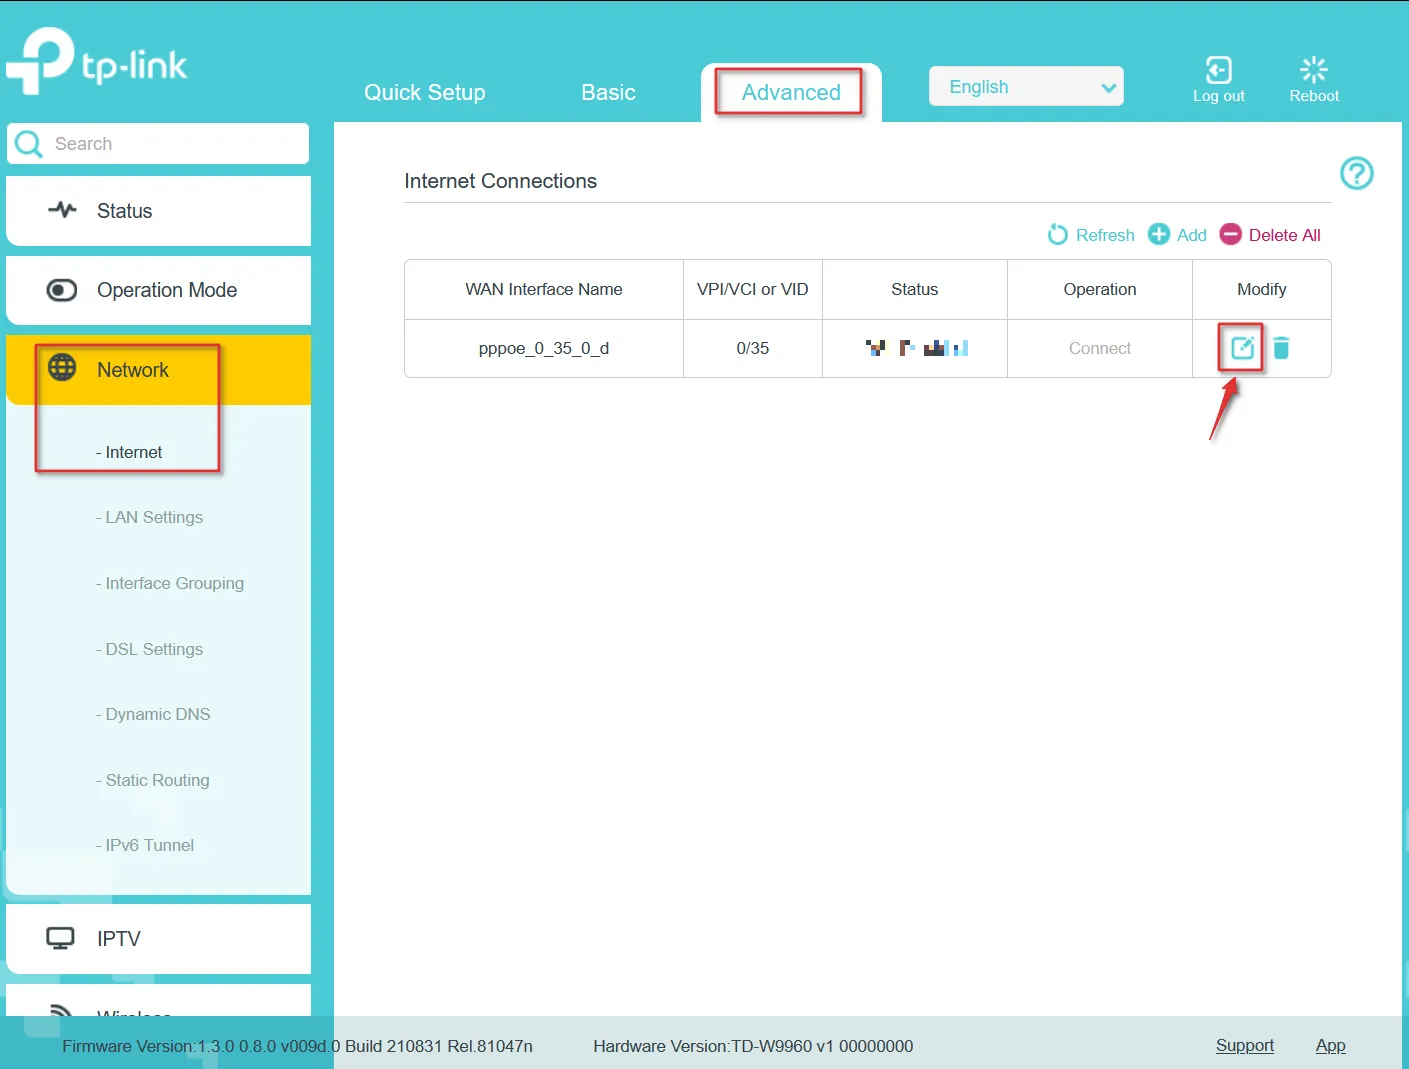 tp-link
Quick Setup
Basic
Advanced
English
Log out
Reboot
Search
Status
Operation Mode
Network
- Internet
- LAN Settings
- Interface Grouping
- DSL Settings
- Dynamic DNS
- Static Routing
- IPv6 Tunnel
IPTV
Wireless
Internet Connections
?
Refresh
Add
Delete All
WAN Interface Name VPI/VCI or VID Status Operation Modify
pppoe_0_35_0_d 0/35 Connect
Firmware Version:1.3.0 0.8.0 v009d.0 Build 210831 Rel.81047n
Hardware Version:TD-W9960 v1 00000000
Support
App